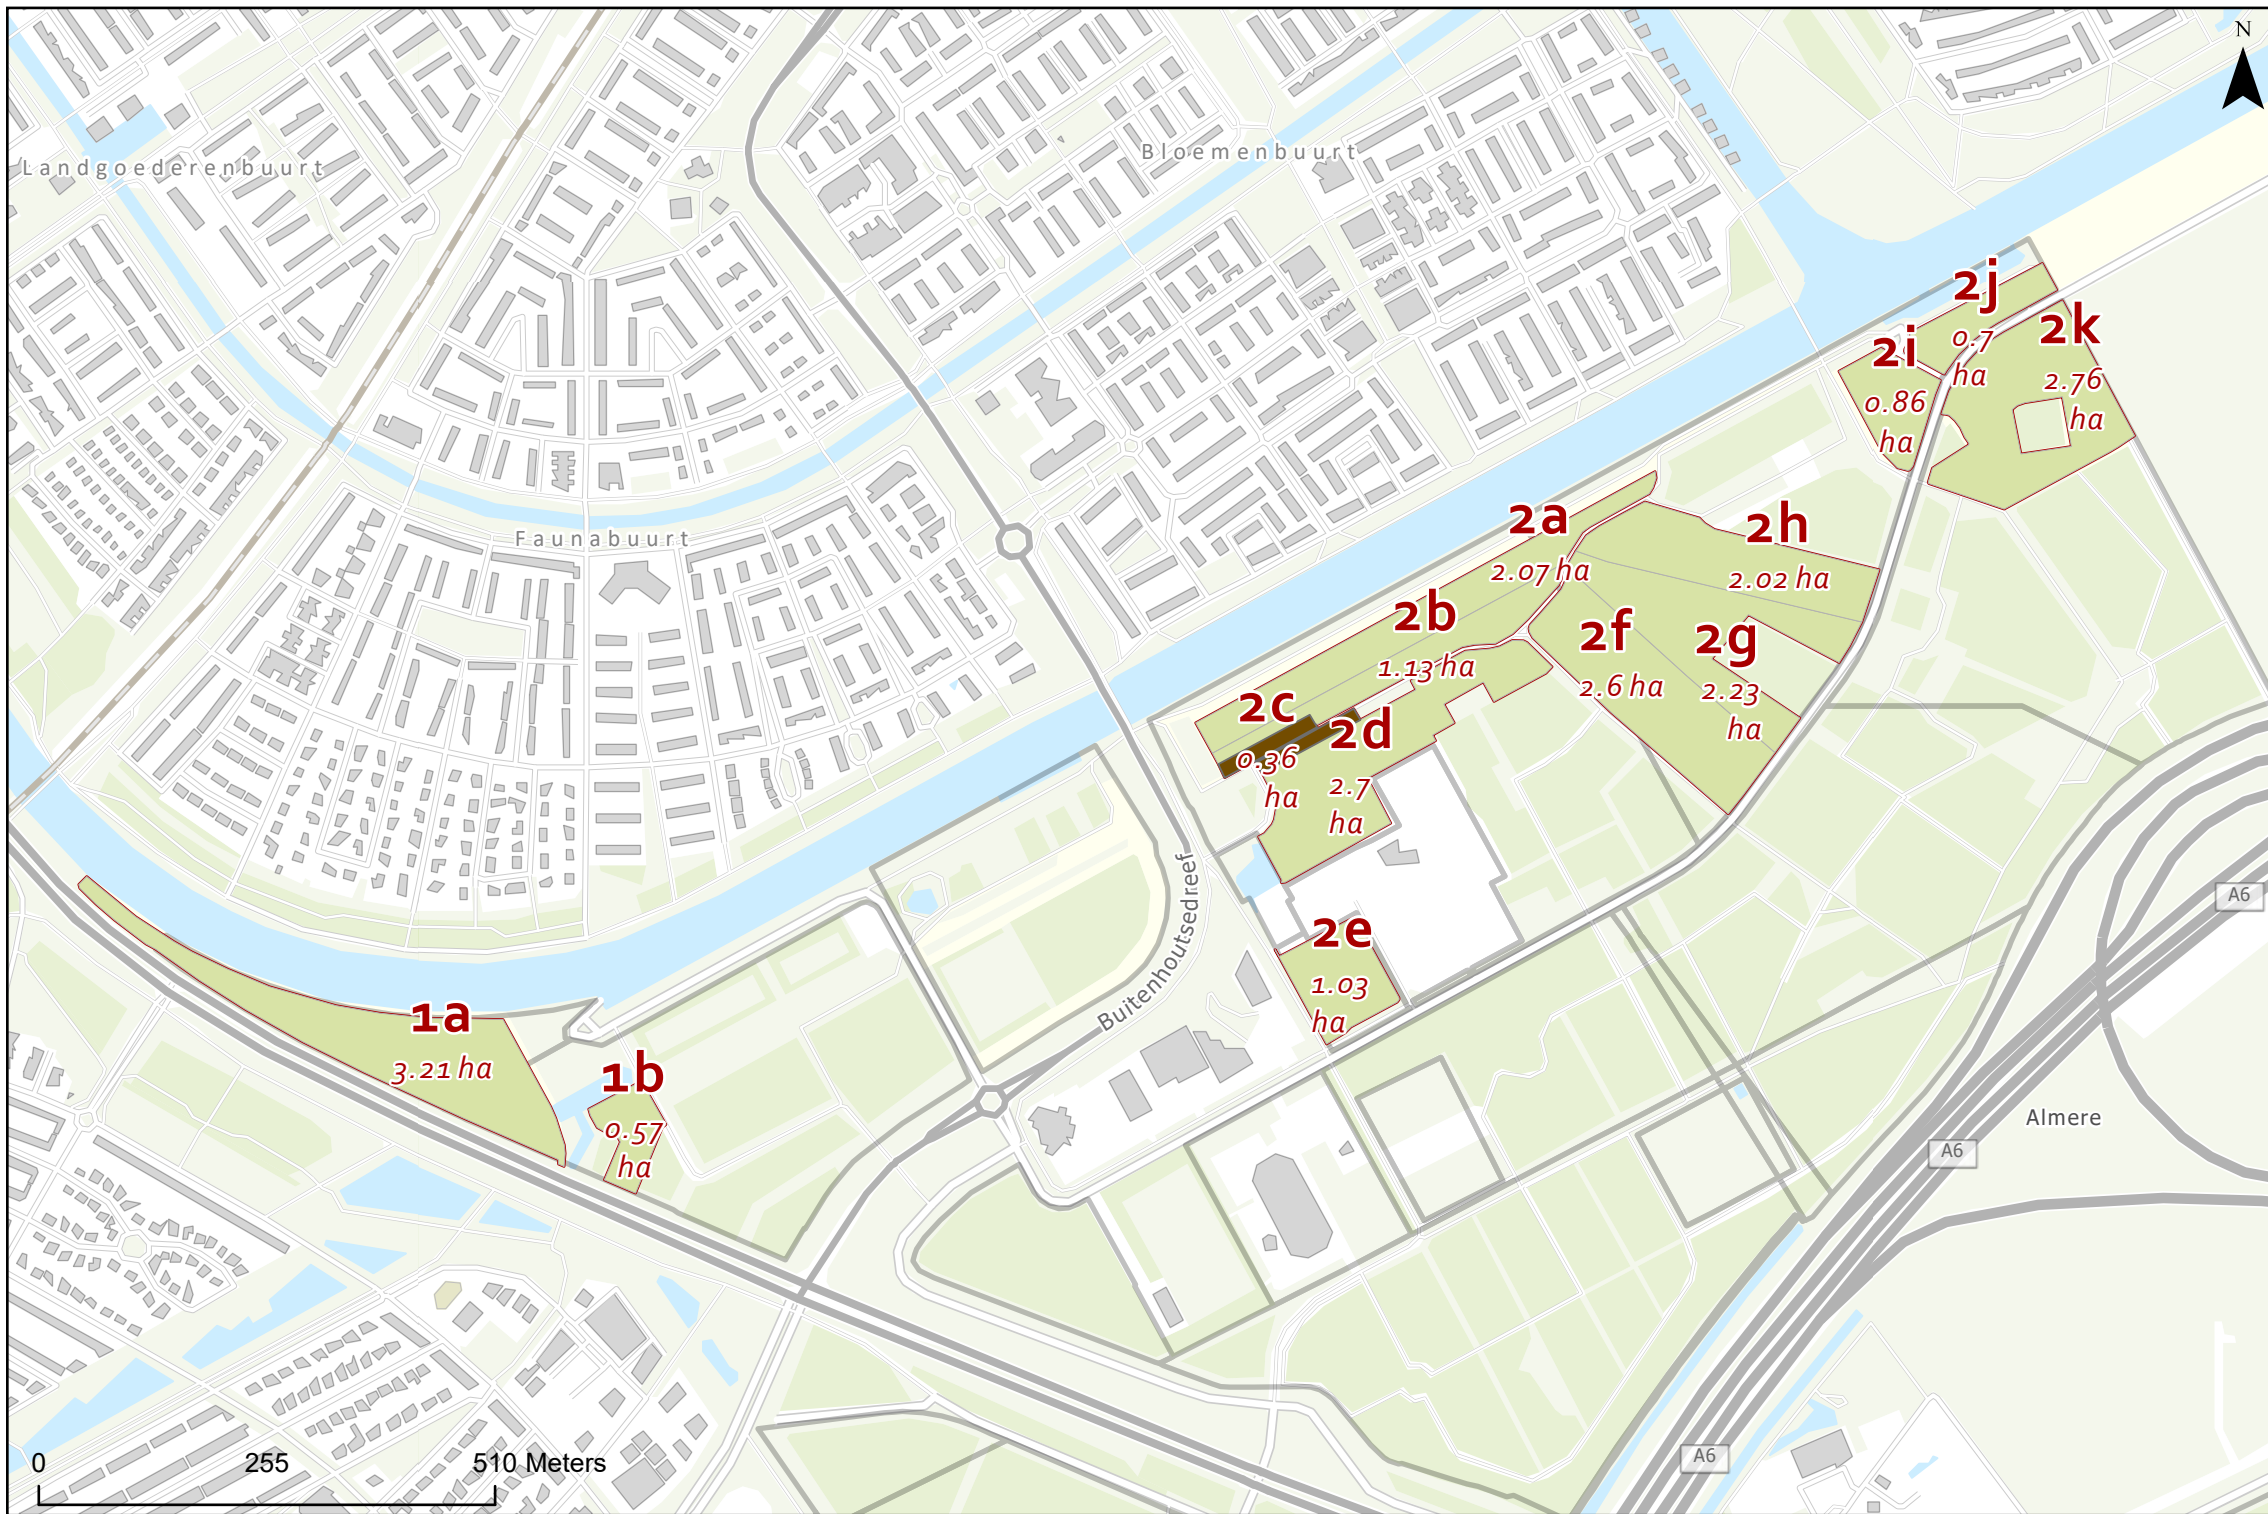 N
Landgoederenbuurt
Bloemenbuurt
Faunabuurt
2j
0.7
ha
2k
2.76
ha
2i
0.86
ha
2a
2.07 ha
2h
2.02 ha
2b
1.13 ha
2f
2.6 ha
2g
2.23
ha
2c
0.36
ha
2d
2.7
ha
2e
1.03
ha
Buitenhoutsedreef
1a
3.21 ha
1b
0.57
ha
A6
Almere
A6
A6
0 255 510 Meters